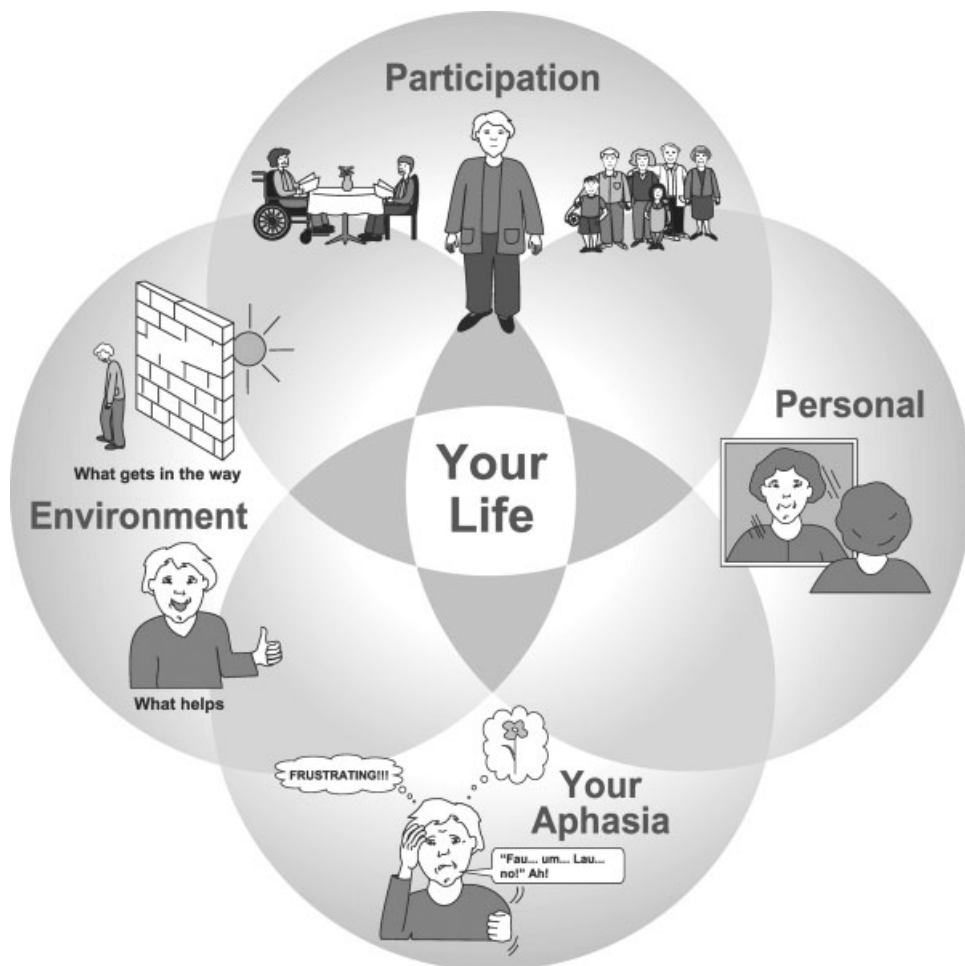 Participation
What gets in the way
Environment
What helps
Personal
Your
Life
FRUSTRATING!!!
Your
Aphasia
"Fau... um... Lau...
no!" Ah!